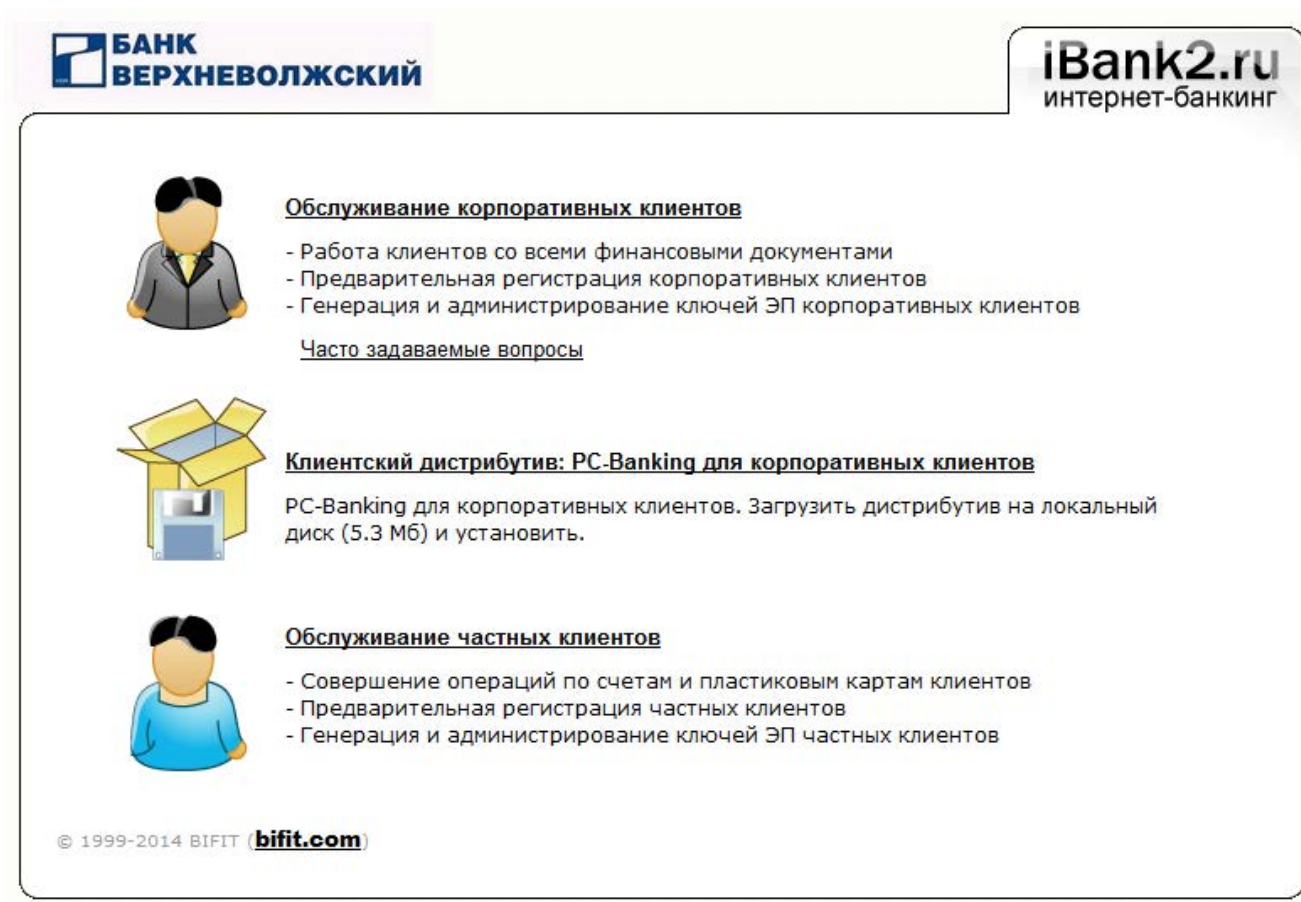 БАНК
ВЕРХНЕВОЛЖСКИЙ
iBank2.ru
интернет-банкинг
Обслуживание корпоративных клиентов
- Работа клиентов со всеми финансовыми документами
- Предварительная регистрация корпоративных клиентов
- Генерация и администрирование ключей ЭП корпоративных клиентов
Часто задаваемые вопросы
Клиентский дистрибутив: PC-Banking для корпоративных клиентов
PC-Banking для корпоративных клиентов. Загрузить дистрибутив на локальный
диск (5.3 Мб) и установить.
Обслуживание частных клиентов
- Совершение операций по счетам и пластиковым картам клиентов
- Предварительная регистрация частных клиентов
- Генерация и администрирование ключей ЭП частных клиентов
© 1999-2014 BIFIT (bifit.com)